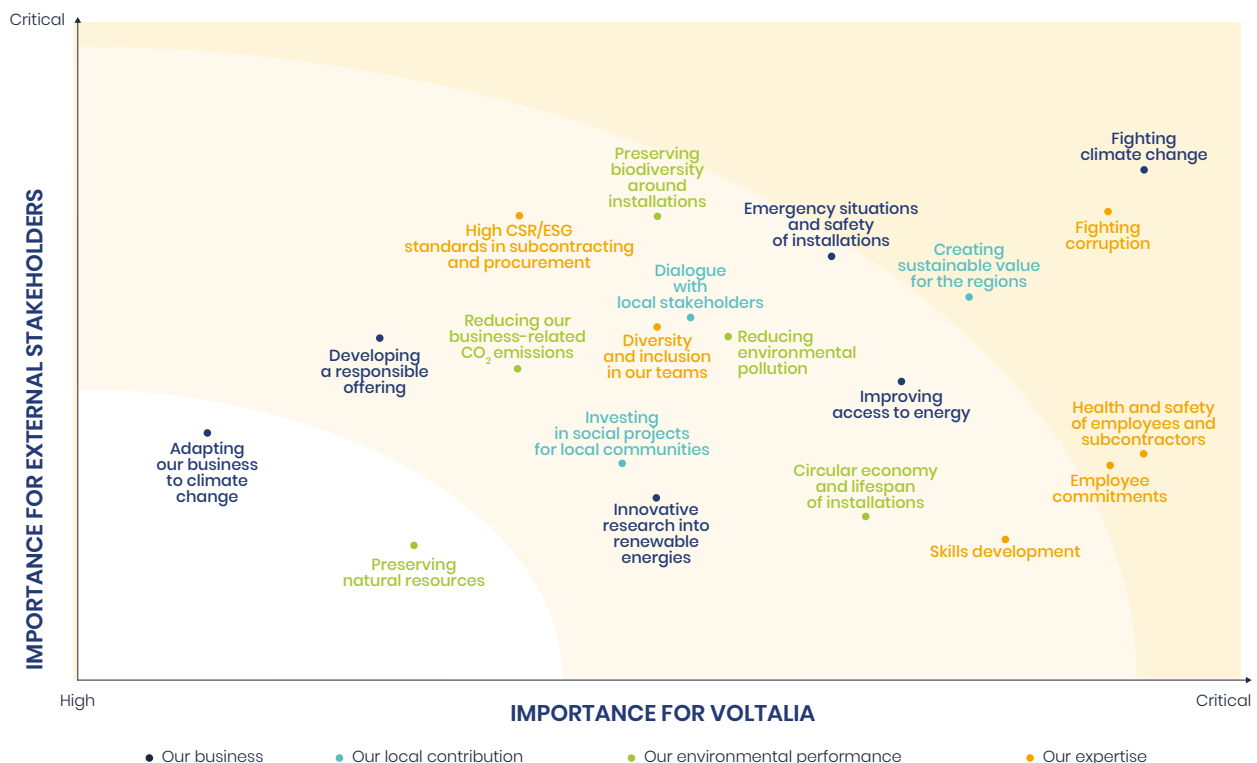 Critical
IMPORTANCE FOR EXTERNAL STAKEHOLDERS
Fighting
climate change
Preserving
biodiversity
around
installations
Emergency situations
and safety
of installations
High CSR/ESG
standards in subcontracting
and procurement
Fighting
corruption
Creating
sustainable value
for the regions
Dialogue
with
local stakeholders
Reducing our
business-related
CO2 emissions
Diversity
and inclusion
in our teams
Reducing
environmental
pollution
Developing
a responsible
offering
Improving
access to energy
Health and safety
of employees and
subcontractors
Investing
in social projects
for local communities
Adapting
our business
to climate
change
Circular economy
and lifespan
of installations
Employee
commitments
Innovative
research into
renewable
energies
Skills development
Preserving
natural resources
High
Critical
IMPORTANCE FOR VOLTALIA
Our business
Our local contribution
Our environmental performance
Our expertise